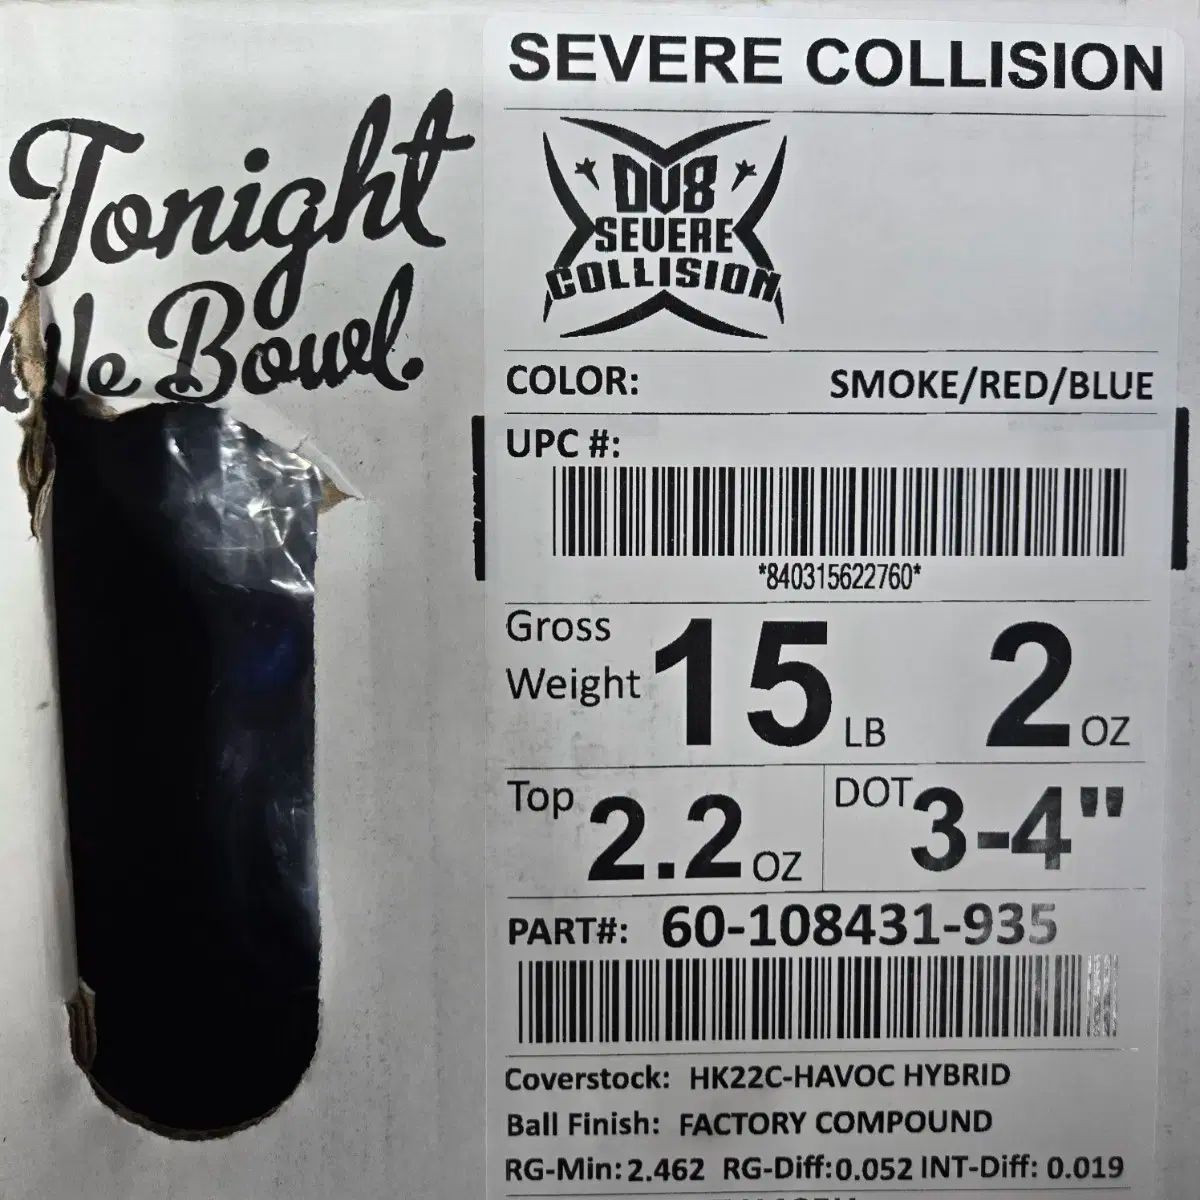 Tonight
We Bowl.
SEVERE COLLISION
DV8
SEVERE
COLLISION
COLOR: SMOKE/RED/BLUE
UPC #:
*840315622760*
Gross Weight 15 LB 2 OZ
Top 2.2 OZ DOT 3-4"
PART#: 60-108431-935
Coverstock: HK22C-HAVOC HYBRID
Ball Finish: FACTORY COMPOUND
RG-Min: 2.462 RG-Diff: 0.052 INT-Diff: 0.019